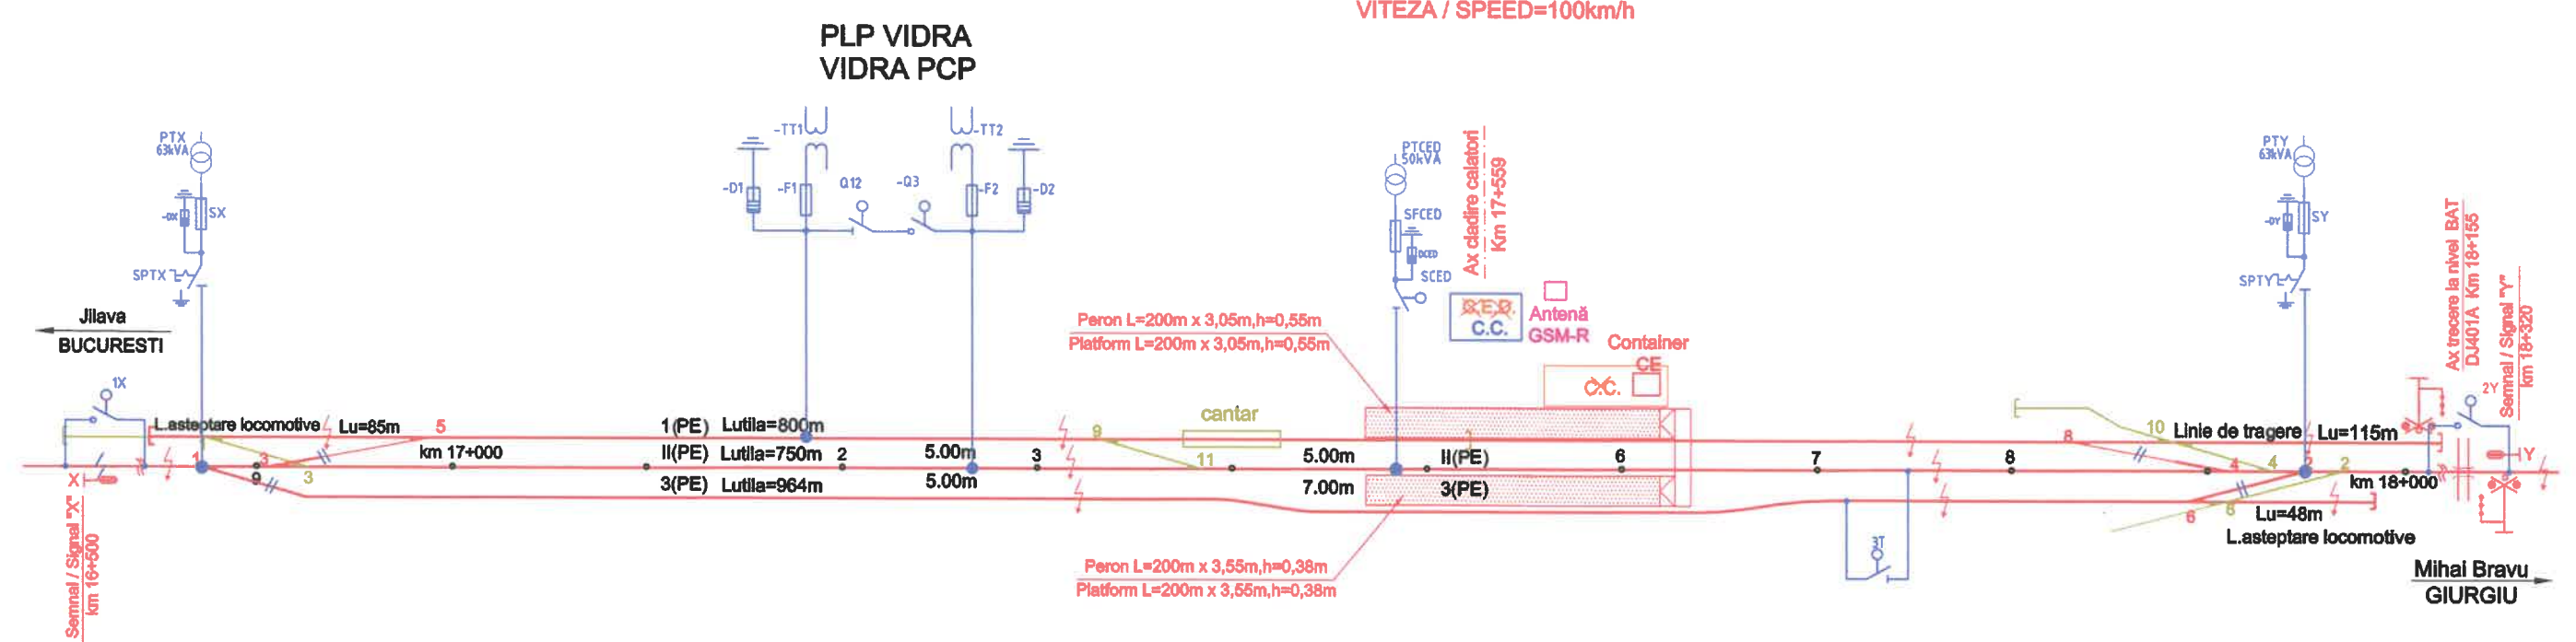 VITEZA / SPEED=100km/h
PLP VIDRA
VIDRA PCP
PTX
63kVA
-DX
SX
SPTX
-TT1
-TT2
-D1
-F1
Q12
-Q3
-F2
-D2
PTCED
50kVA
SFCED
DCED
SCED
Ax cladire calatori
Km 17+559
PTY
63kVA
-DY
SY
SPTY
Ax trecere la nivel BAT
DJ401A Km 18+155
Semnal / Signal "Y"
km 18+320
Jilava
BUCURESTI
C.E.D.
C.C.
Antenă
GSM-R
Container
CE
C.C.
Peron L=200m x 3,05m,h=0,55m
Platform L=200m x 3,05m,h=0,55m
1X
2Y
L.asteptare locomotive Lu=85m
5
1(PE) Lutila=800m
9
cantar
10
Linie de tragere Lu=115m
8
km 17+000
II(PE) Lutila=750m
2
5.00m
3
11
5.00m
II(PE)
6
7
8
4
4
2
Y
1
3
3
9
X
3(PE) Lutila=964m
5.00m
7.00m
3(PE)
km 18+000
6
Lu=48m
L.asteptare locomotive
3T
Semnal / Signal "X"
km 16+500
Peron L=200m x 3,55m,h=0,38m
Platform L=200m x 3,55m,h=0,38m
Mihai Bravu
GIURGIU